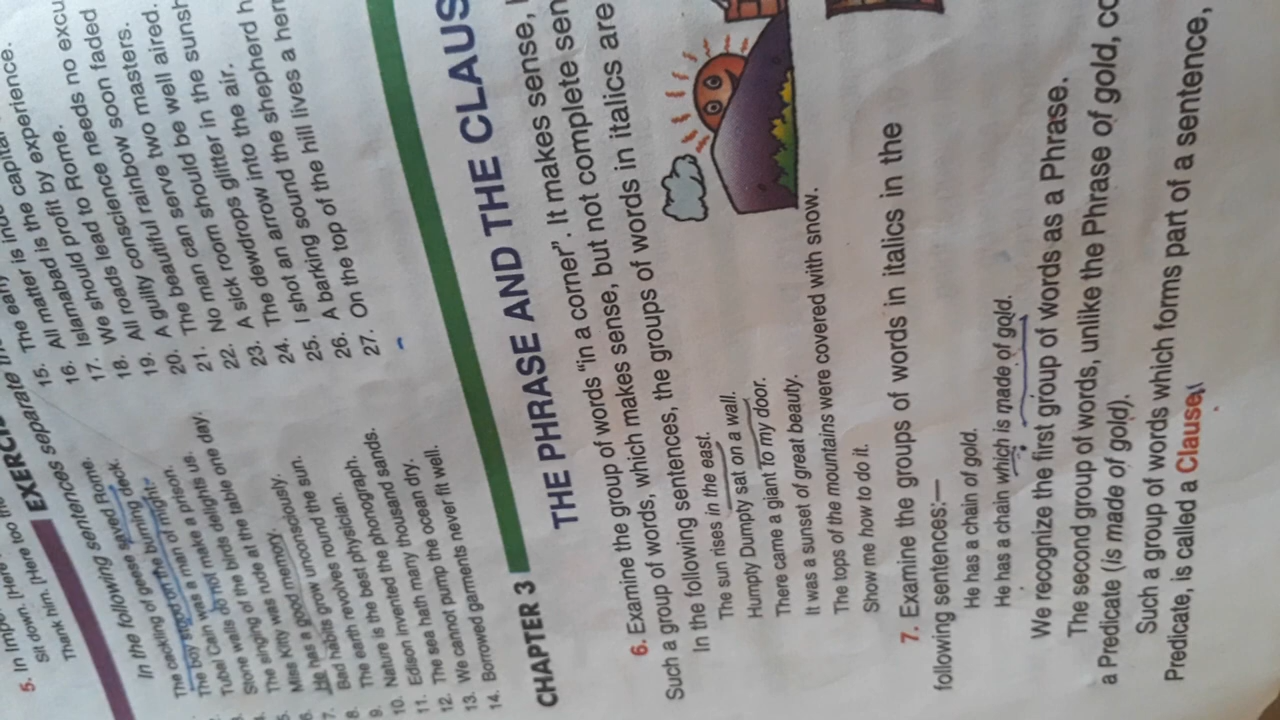 5. In Impe
Sit down. [Here
Thank him. [Here
EXERCIS
In the following sentences separate the
The cackling of geese saved Rome.
The boy stood on the burning deck.
Tubal Cain was a man of might.
Stone walls do not make a prison.
The singing of the birds delights us.
Miss Kitty was rude at the table one day.
He has a good memory.
7. Bad habits grow unconsciously.
8. The earth revolves round the sun.
9. Nature is the best physician.
10. Edison invented the phonograph.
11. The sea hath many thousand sands.
12. We cannot pump the ocean dry.
13. Borrowed garments never fit well.
14.
15. The early
16. All matter is indes
17. Islamabad is the capital
18. We should profit by experience.
19. All roads lead to Rome.
20. A guilty conscience needs no excu
21. The beautiful rainbow soon faded
22. No man can serve two masters.
23. A sick room should be well aired.
24. The dewdrops glitter in the sunsh
25. I shot an arrow into the air.
26. A barking sound the shepherd h
27. On the top of the hill lives a herm
CHAPTER 3
THE PHRASE AND THE CLAUS
6. Examine the group of words "in a corner". It makes sense,
Such a group of words, which makes sense, but not complete sen
In the following sentences, the groups of words in italics are
The sun rises in the east.
Humpty Dumpty sat on a wall.
There came a giant to my door.
It was a sunset of great beauty.
The tops of the mountains were covered with snow.
Show me how to do it.
7. Examine the groups of words in italics in the
following sentences:—
He has a chain of gold.
He has a chain which is made of gold.
We recognize the first group of words as a Phrase.
The second group of words, unlike the Phrase of gold, co
a Predicate (is made of gold).
Such a group of words which forms part of a sentence,
Predicate, is called a Clause.